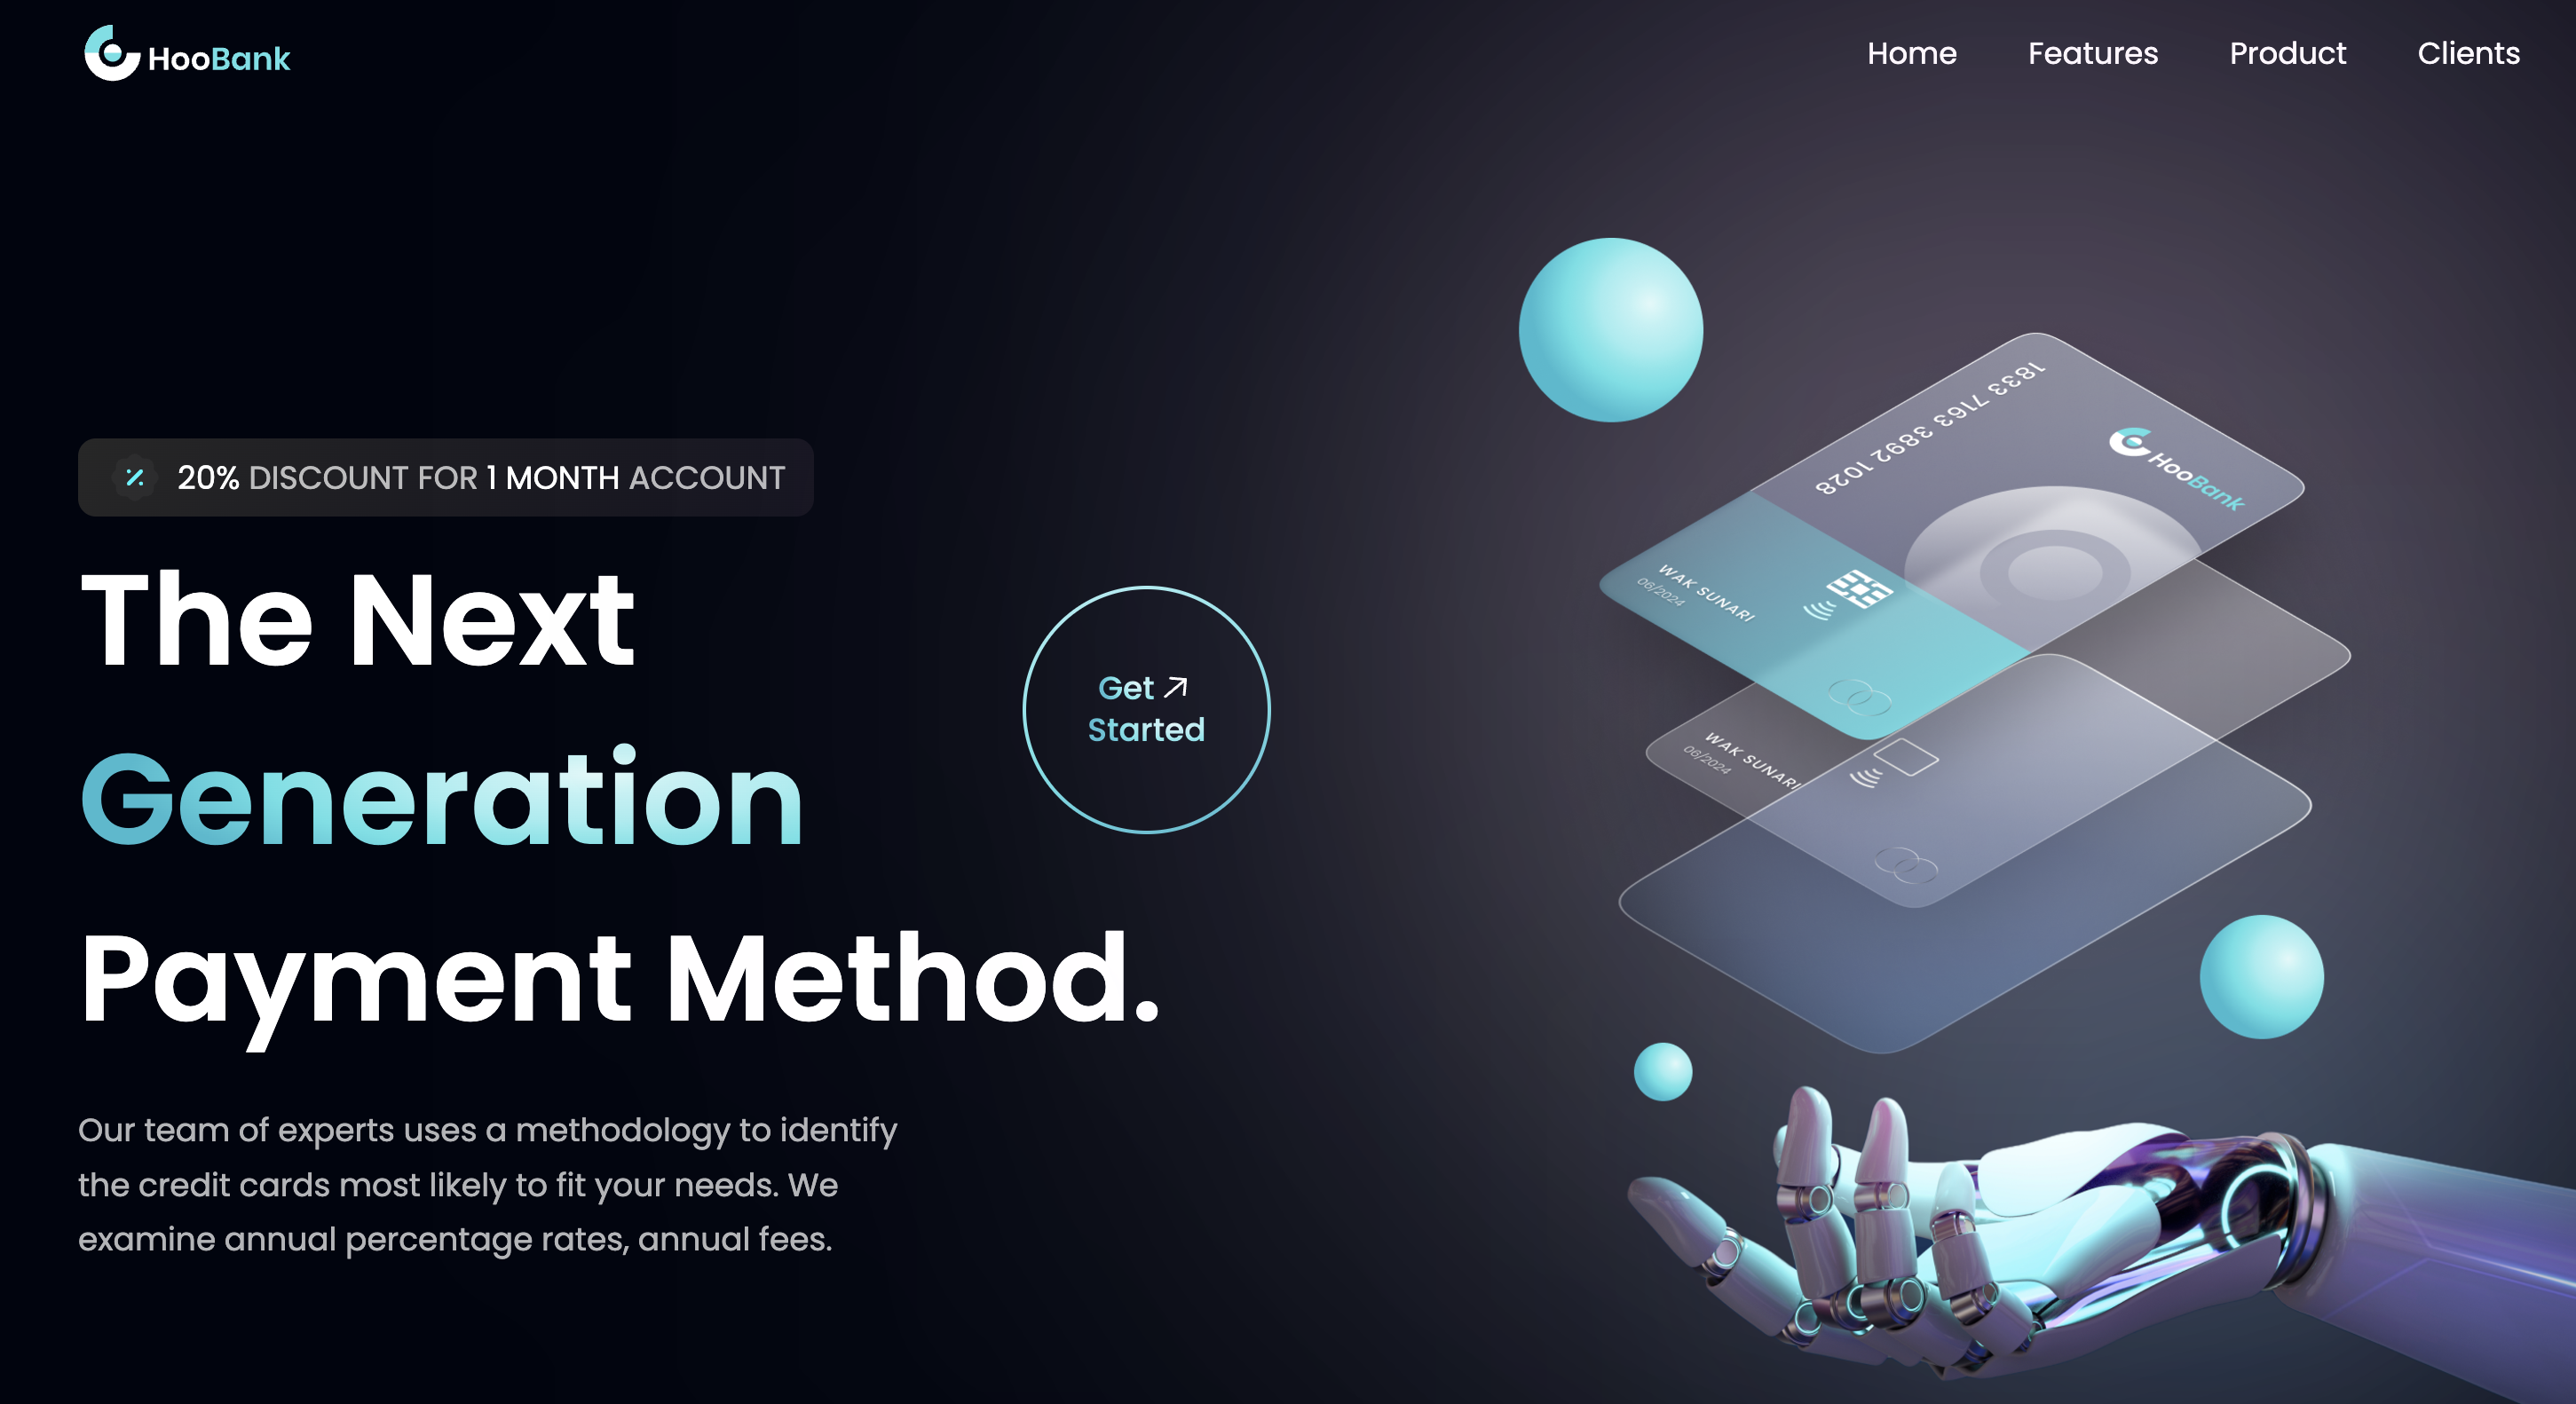 HooBank
Home
Features
Product
Clients
20% DISCOUNT FOR 1 MONTH ACCOUNT
The Next
Generation
Payment Method.
Get
Started
Our team of experts uses a methodology to identify
the credit cards most likely to fit your needs. We
examine annual percentage rates, annual fees.
1833 7163 3892 1028
HooBank
WAK SUNARI
06/2024
WAK SUNARI
06/2024